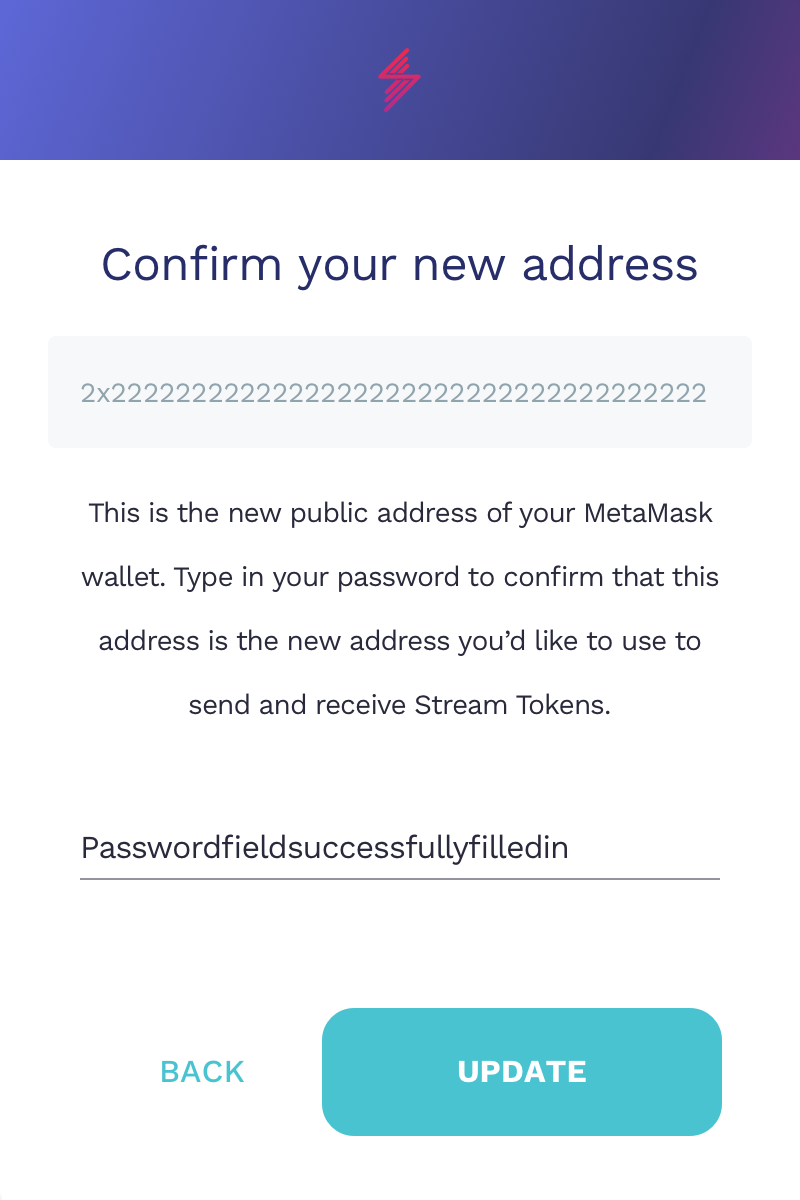 Confirm your new address
2x222222222222222222222222222222222222222
This is the new public address of your MetaMask
wallet. Type in your password to confirm that this
address is the new address you’d like to use to
send and receive Stream Tokens.
Passwordfieldsuccessfullyfilledin
BACK
UPDATE